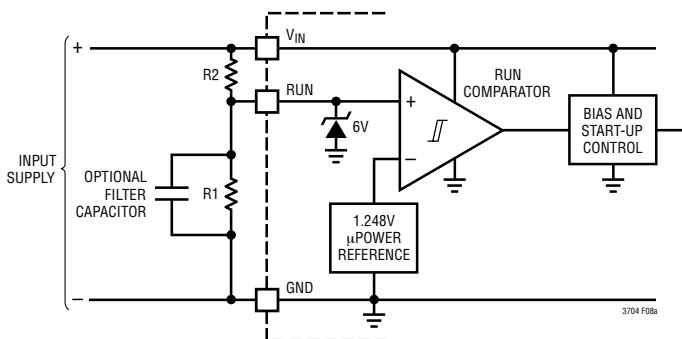 +
VIN
R2
RUN
RUN
COMPARATOR
+
6V
−
BIAS AND
START-UP
CONTROL
INPUT
SUPPLY
OPTIONAL
FILTER
CAPACITOR
R1
1.248V
µPOWER
REFERENCE
GND
−
3704 F08a